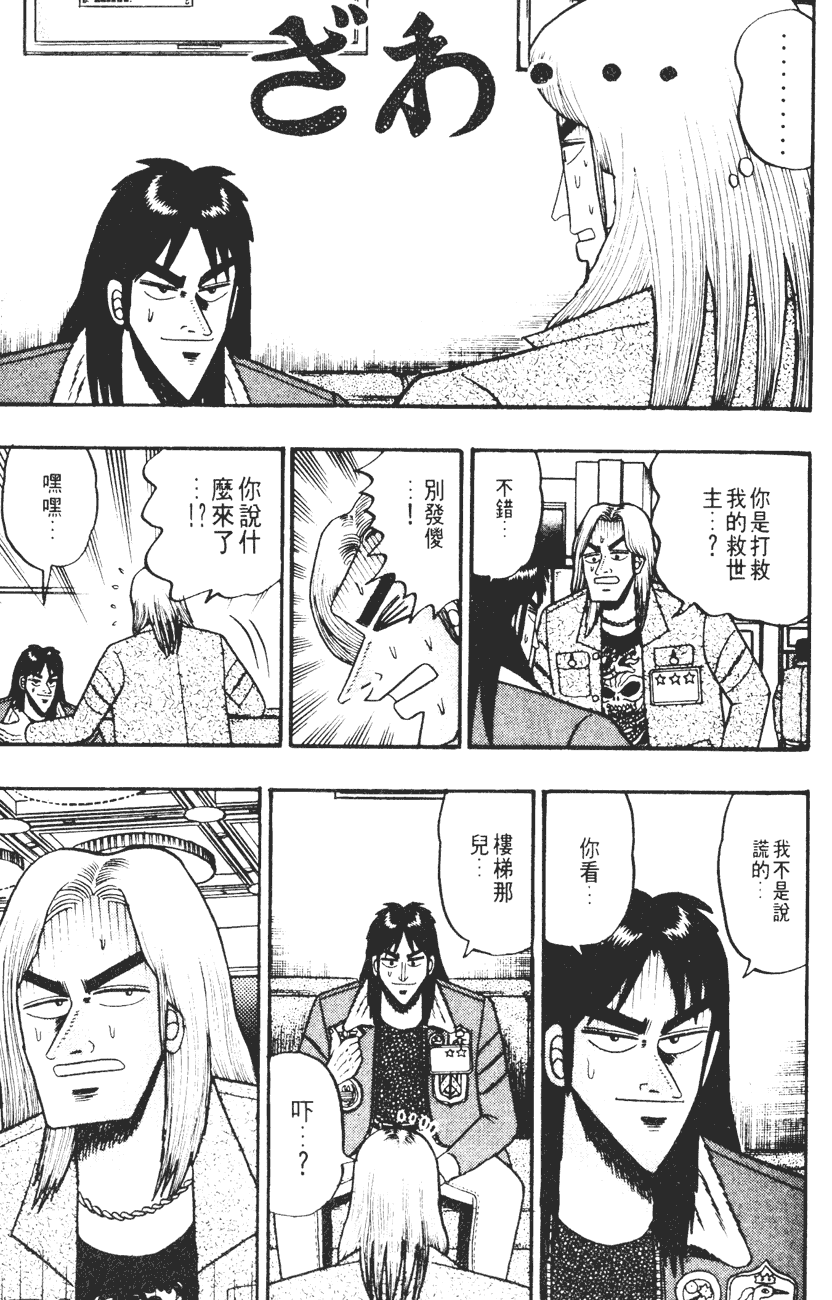 ………
ざわ
你是打救
我的救世
主…？
不錯…
別發傻
…！
你說什
麼來了
…!?
嘿嘿…
我不是說
謊的…
你看…
樓梯那
兒…
吓…？